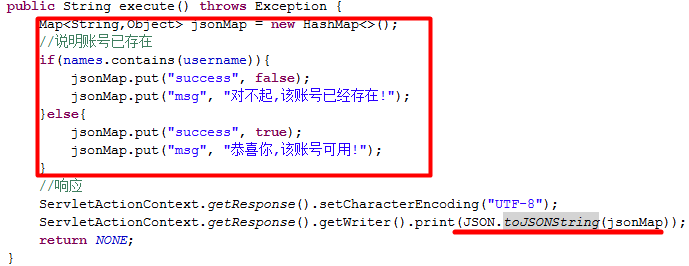 public String execute() throws Exception {
Map<String,Object> jsonMap = new HashMap<>();
//说明账号已存在
if(names.contains(username)){
jsonMap.put("success", false);
jsonMap.put("msg", "对不起,该账号已经存在!");
}else{
jsonMap.put("success", true);
jsonMap.put("msg", "恭喜你,该账号可用!");
}
//响应
ServletActionContext.getResponse().setCharacterEncoding("UTF-8");
ServletActionContext.getResponse().getWriter().print(JSON.toJSONString(jsonMap));
return NONE;
}